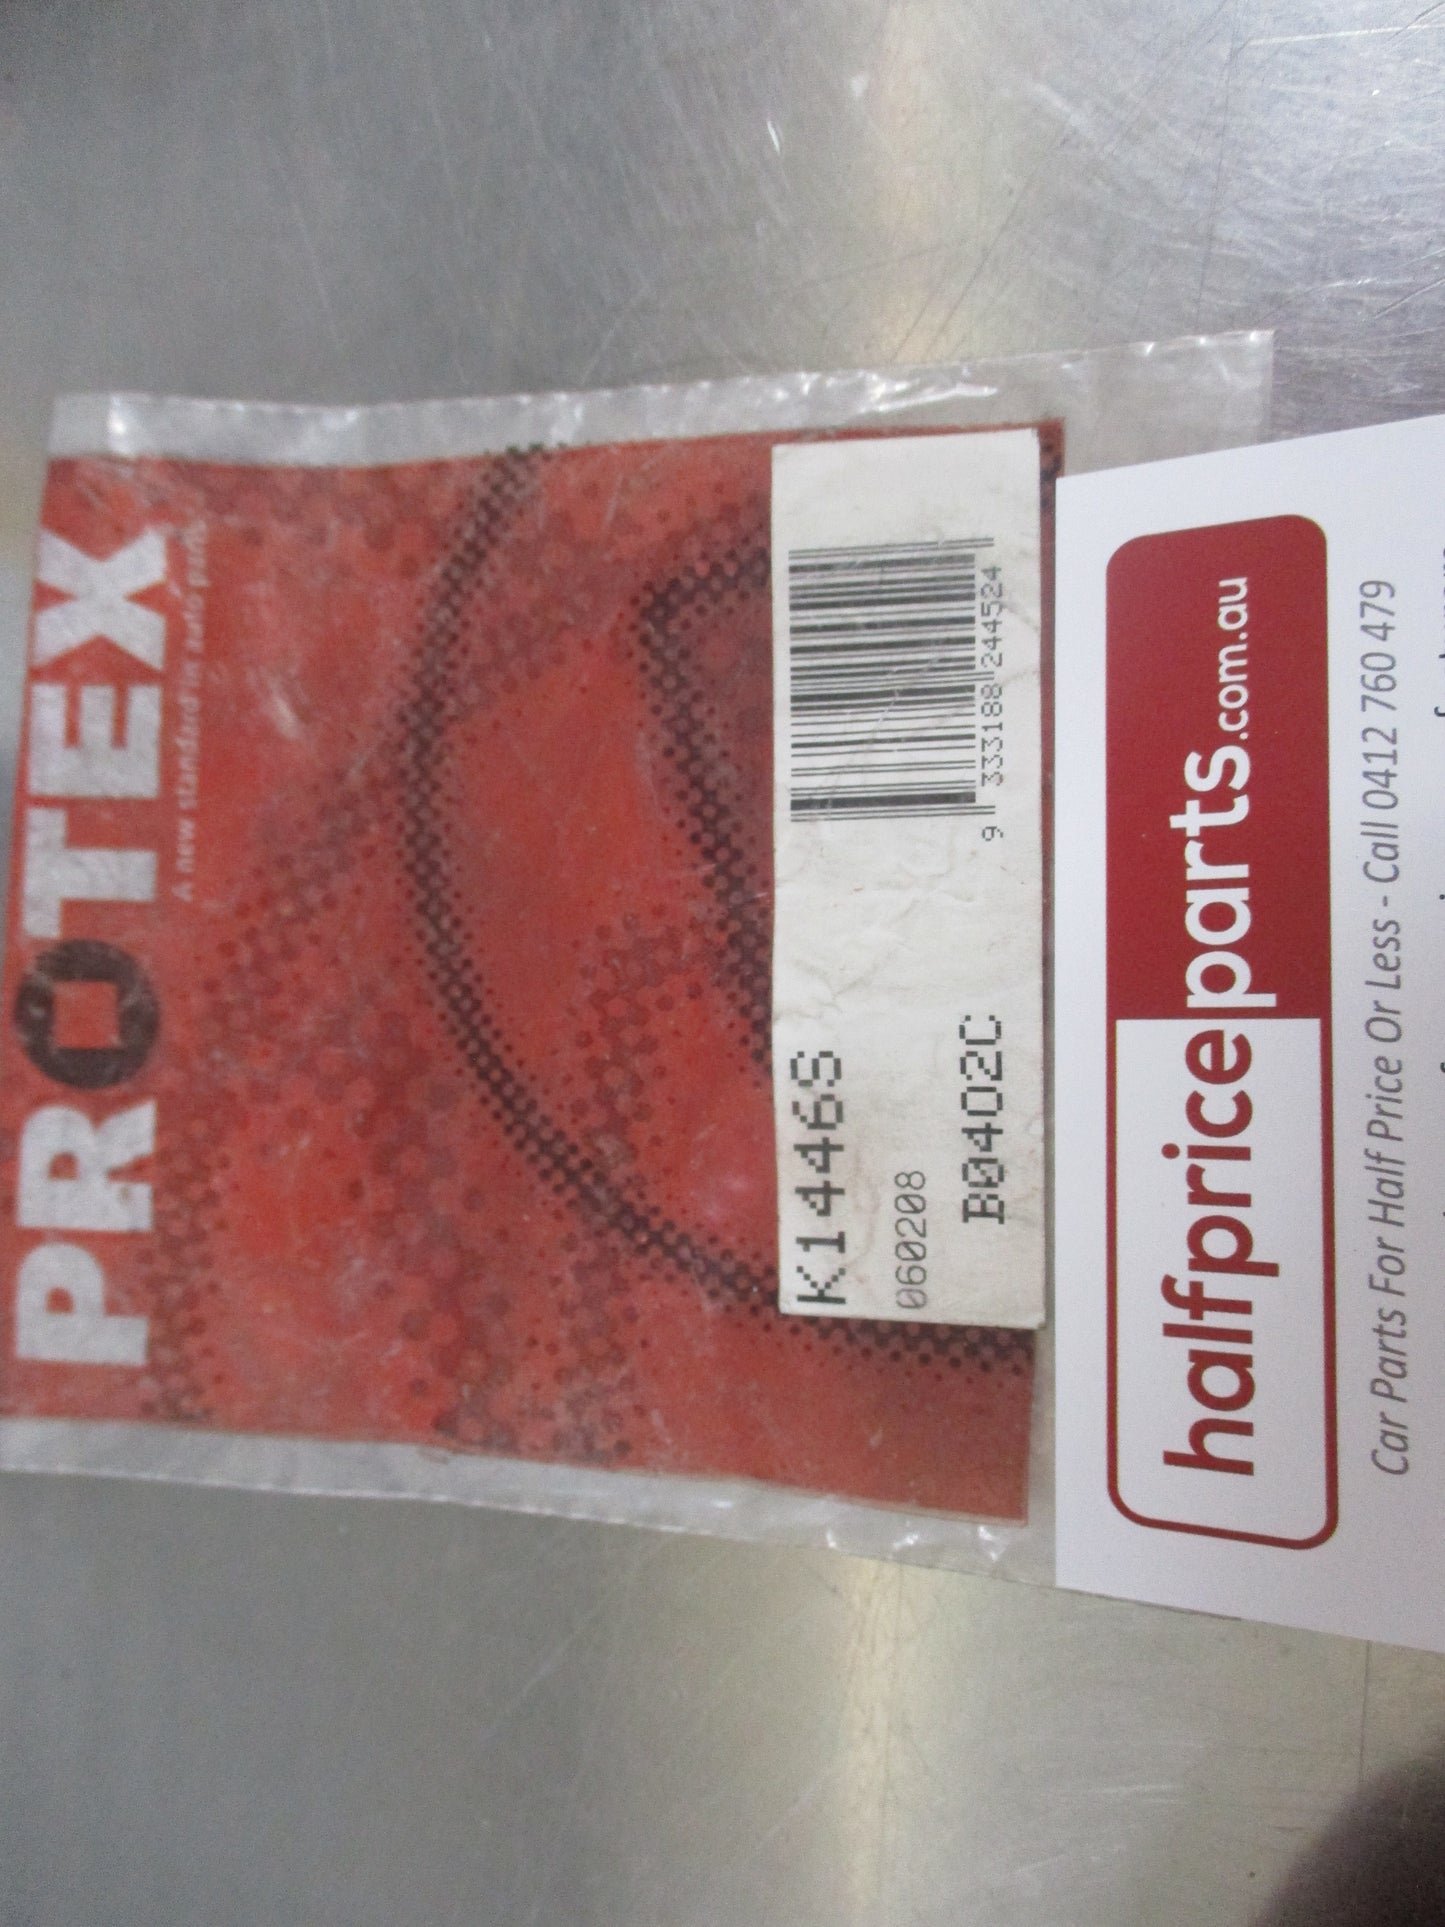 PROTEX
A new standard in auto parts.
K1446S
060208
B0402C
9 333188 244524
halfpriceparts.com.au
Car Parts For Half Price Or Less - Call 0412 760 479